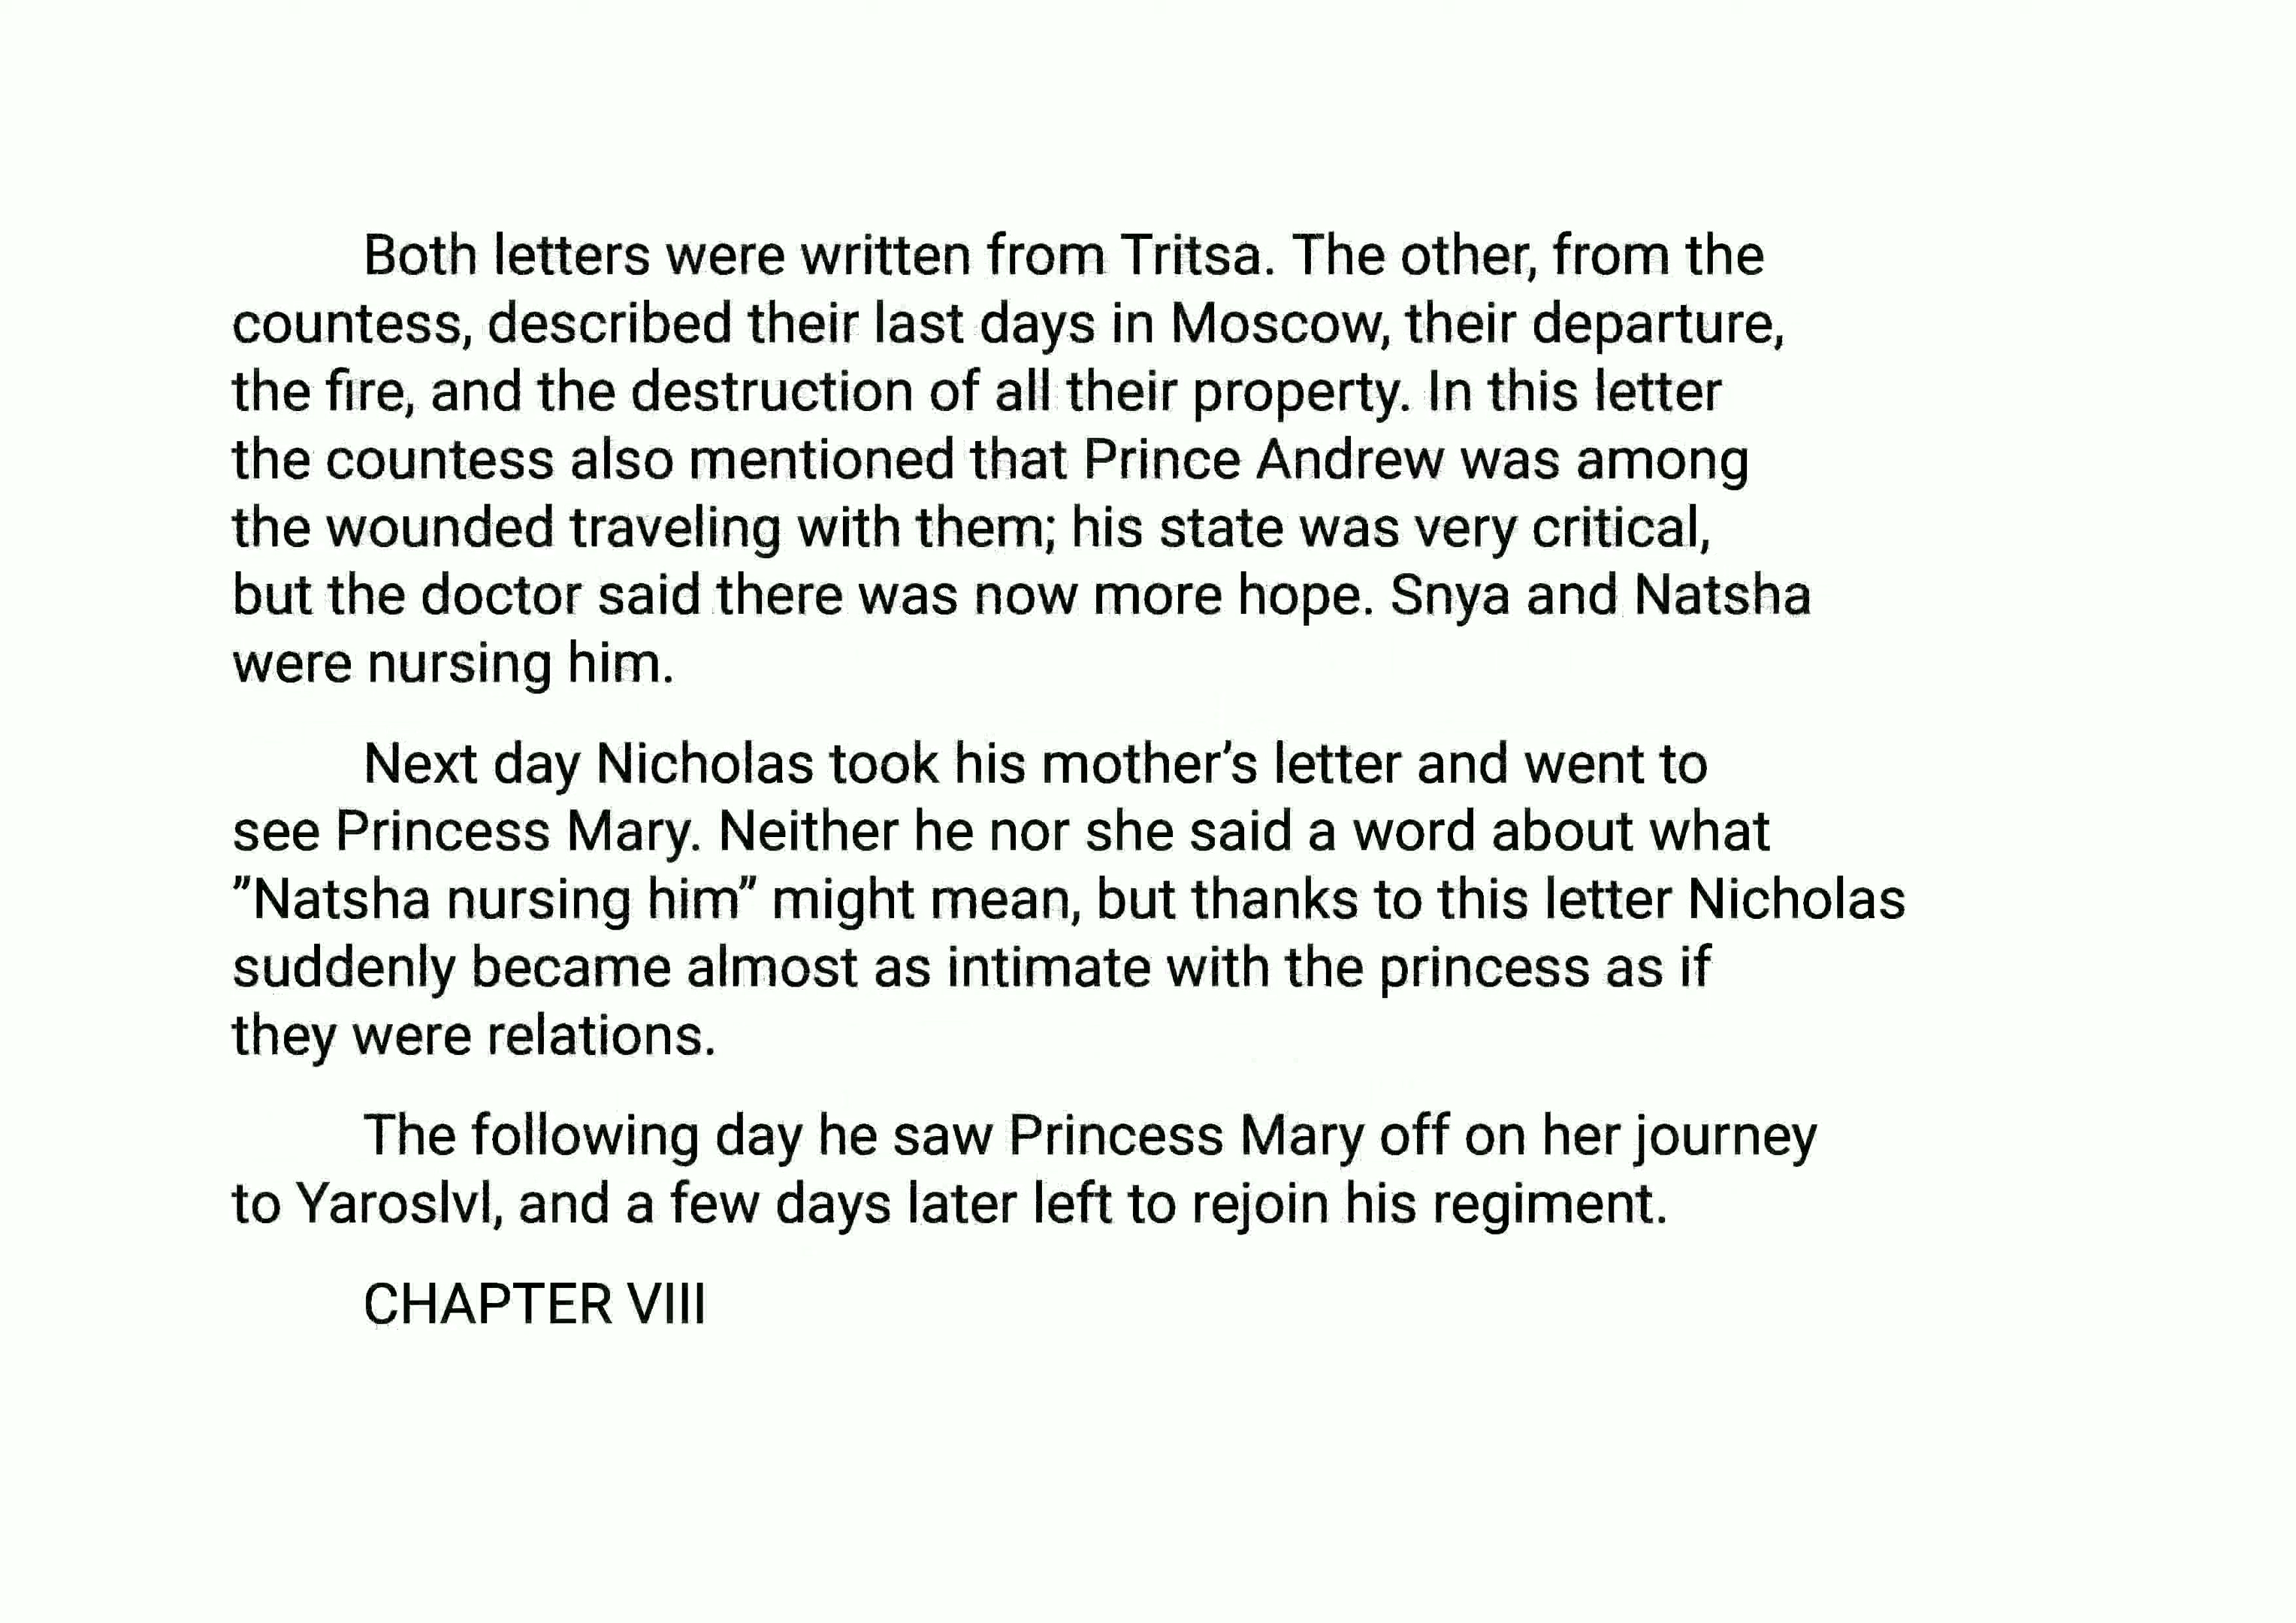 Both letters were written from Tritsa. The other, from the
countess, described their last days in Moscow, their departure,
the fire, and the destruction of all their property. In this letter
the countess also mentioned that Prince Andrew was among
the wounded traveling with them; his state was very critical,
but the doctor said there was now more hope. Snya and Natsha
were nursing him.
Next day Nicholas took his mother's letter and went to
see Princess Mary. Neither he nor she said a word about what
"Natsha nursing him" might mean, but thanks to this letter Nicholas
suddenly became almost as intimate with the princess as if
they were relations.
The following day he saw Princess Mary off on her journey
to Yaroslvl, and a few days later left to rejoin his regiment.
CHAPTER VIII